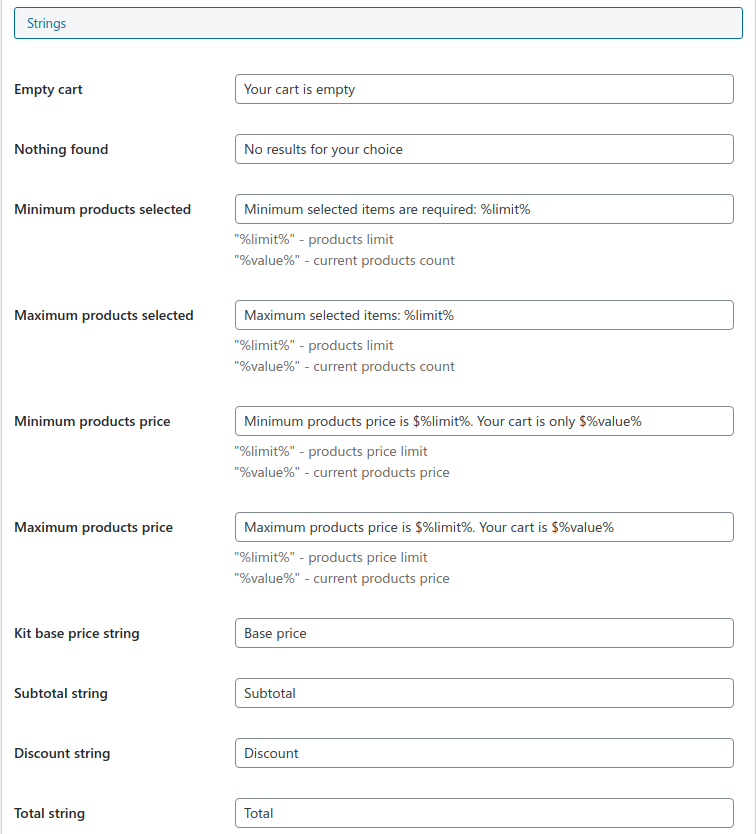 Strings
Empty cart
Your cart is empty
Nothing found
No results for your choice
Minimum products selected
Minimum selected items are required: %limit%
"%limit%" - products limit
"%value%" - current products count
Maximum products selected
Maximum selected items: %limit%
"%limit%" - products limit
"%value%" - current products count
Minimum products price
Minimum products price is $%limit%. Your cart is only $%value%
"%limit%" - products price limit
"%value%" - current products price
Maximum products price
Maximum products price is $%limit%. Your cart is $%value%
"%limit%" - products price limit
"%value%" - current products price
Kit base price string
Base price
Subtotal string
Subtotal
Discount string
Discount
Total string
Total